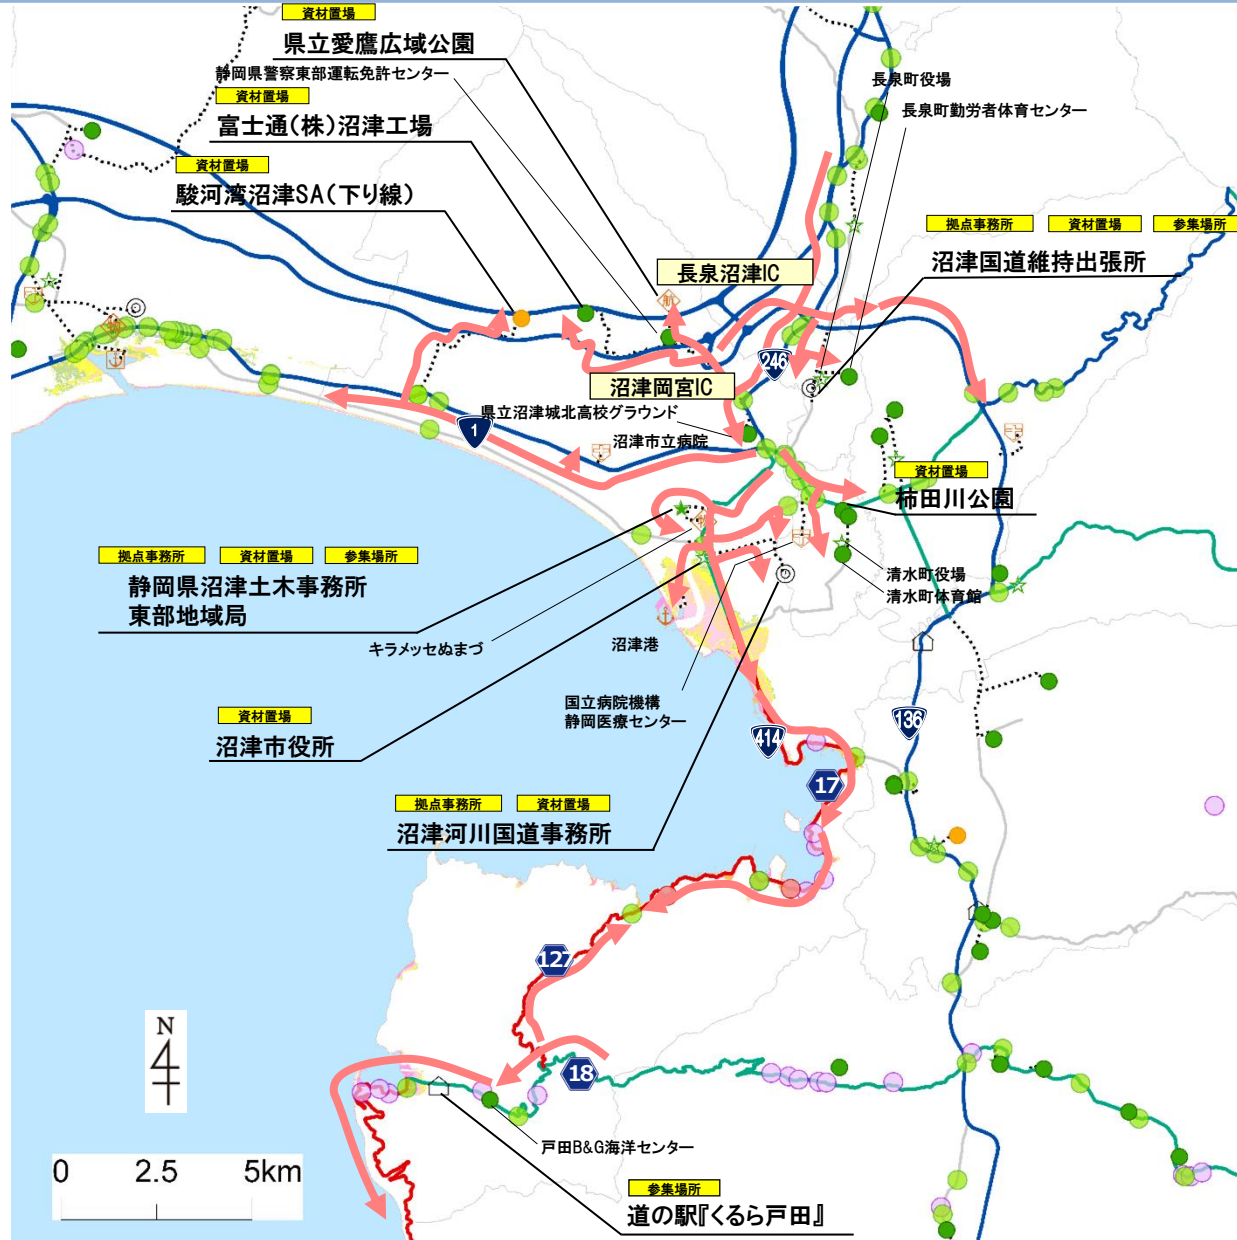 資材置場
県立愛鷹広域公園
静岡県警察東部運転免許センター
資材置場
富士通(株)沼津工場
資材置場
駿河湾沼津SA(下り線)
長泉町役場
長泉町勤労者体育センター
拠点事務所 資材置場 参集場所
沼津国道維持出張所
長泉沼津IC
246
沼津岡宮IC
県立沼津城北高校グラウンド
1
沼津市立病院
資材置場
柿田川公園
拠点事務所 資材置場 参集場所
静岡県沼津土木事務所
東部地域局
キラメッセぬまづ
沼津港
清水町役場
清水町体育館
国立病院機構
静岡医療センター
資材置場
沼津市役所
414
136
17
拠点事務所 資材置場
沼津河川国道事務所
127
18
N
戸田B&G海洋センター
0 2.5 5km
参集場所
道の駅『くるら戸田』